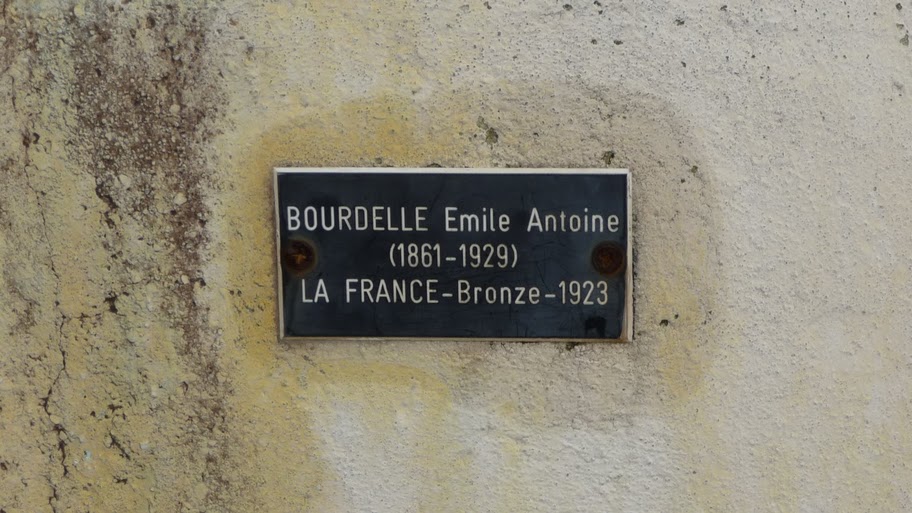 BOURDELLE Emile Antoine
(1861-1929)
LA FRANCE-Bronze-1923